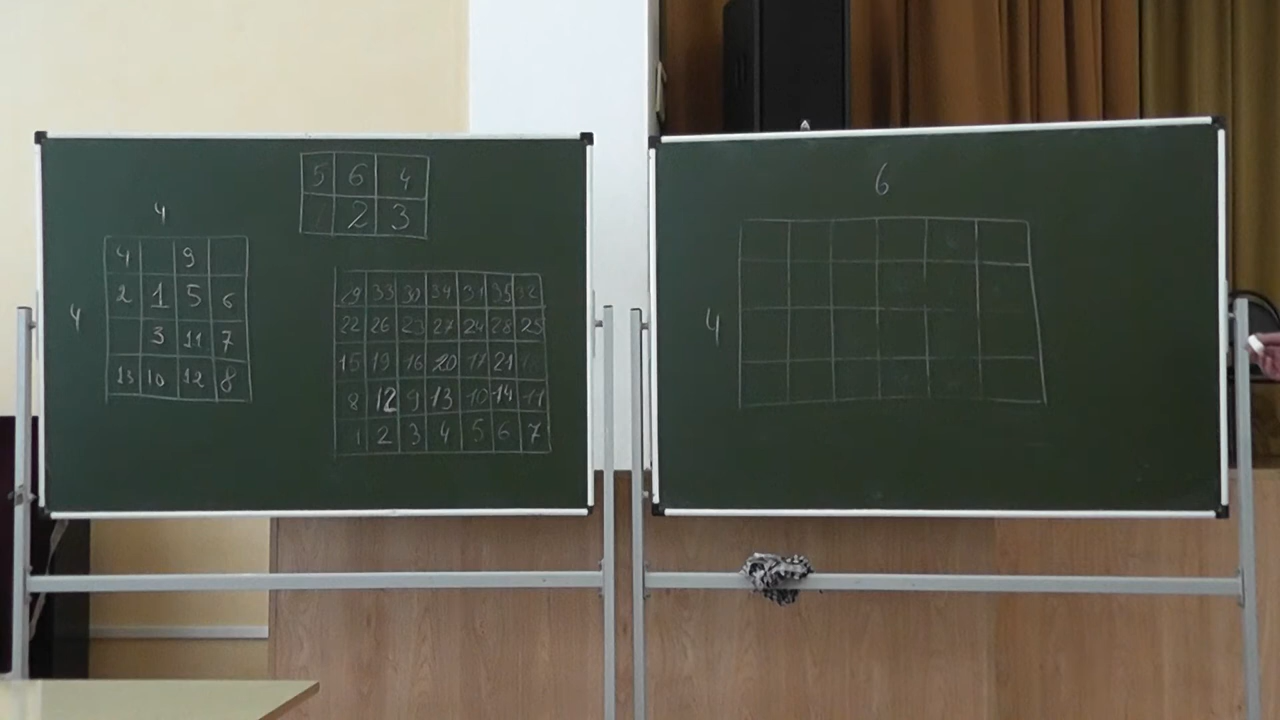 5 6 4
2 3
4
4 9
2 1 5 6
4
3 11 7
13 10 12 8
29 33 30 34 31 35 32
22 26 23 27 24 28 25
15 19 16 20 17 21
8 12 9 13 10 14 11
1 2 3 4 5 6 7
6
4